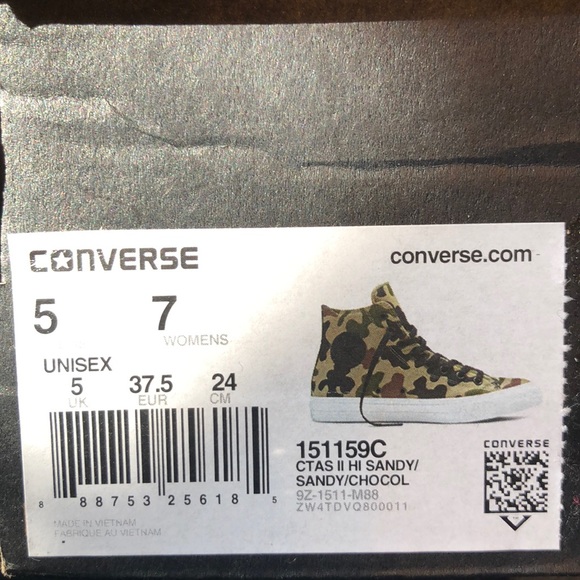 CONVERSE
converse.com
5 7
WOMENS
UNISEX
5 37.5 24
UK EUR CM
151159C
CTAS II HI SANDY/
SANDY/CHOCOL
9Z-1511-M88
ZW4TDVQ800011
CONVERSE
8 88753 25618 5
MADE IN VIETNAM
FABRIQUE AU VIETNAM